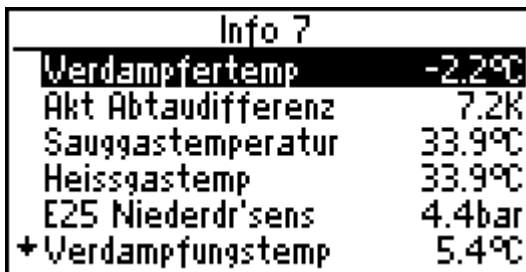 Info 7
Verdampfertemp -2.2°C
Akt Abtaudifferenz 7.2K
Sauggastemperatur 33.9°C
Heissgastemp 33.9°C
E25 Niederdr'sens 4.4bar
Verdampfungstemp 5.4°C